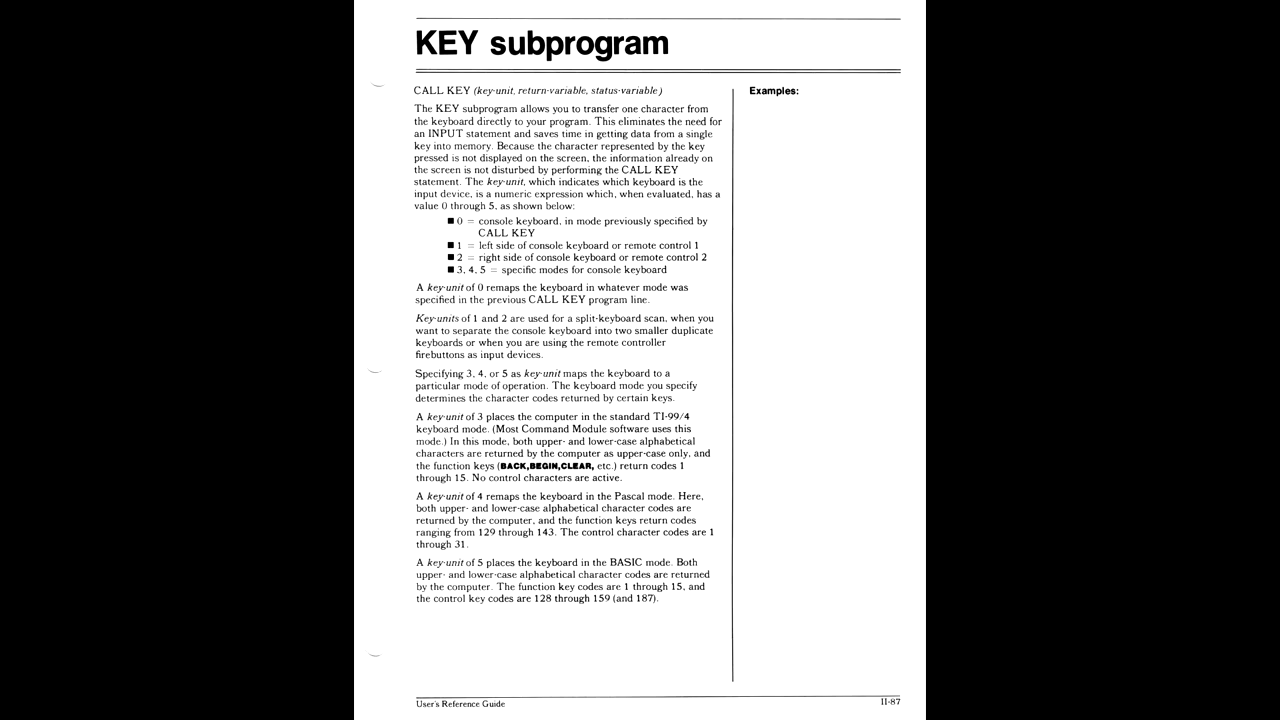 KEY subprogram
CALL KEY (key-unit, return-variable, status-variable)
The KEY subprogram allows you to transfer one character from
the keyboard directly to your program. This eliminates the need for
an INPUT statement and saves time in getting data from a single
key into memory. Because the character represented by the key
pressed is not displayed on the screen, the information already on
the screen is not disturbed by performing the CALL KEY
statement. The key-unit, which indicates which keyboard is the
input device, is a numeric expression which, when evaluated, has a
value 0 through 5, as shown below:
■ 0 = console keyboard, in mode previously specified by
CALL KEY
■ 1 = left side of console keyboard or remote control 1
■ 2 = right side of console keyboard or remote control 2
■ 3, 4, 5 = specific modes for console keyboard
A key-unit of 0 remaps the keyboard in whatever mode was
specified in the previous CALL KEY program line.
Key-units of 1 and 2 are used for a split-keyboard scan, when you
want to separate the console keyboard into two smaller duplicate
keyboards or when you are using the remote controller
firebuttons as input devices.
Specifying 3, 4, or 5 as key-unit maps the keyboard to a
particular mode of operation. The keyboard mode you specify
determines the character codes returned by certain keys.
A key-unit of 3 places the computer in the standard TI-99/4
keyboard mode. (Most Command Module software uses this
mode.) In this mode, both upper- and lower-case alphabetical
characters are returned by the computer as upper-case only, and
the function keys (BACK,BEGIN,CLEAR, etc.) return codes 1
through 15. No control characters are active.
A key-unit of 4 remaps the keyboard in the Pascal mode. Here,
both upper- and lower-case alphabetical character codes are
returned by the computer, and the function keys return codes
ranging from 129 through 143. The control character codes are 1
through 31.
A key-unit of 5 places the keyboard in the BASIC mode. Both
upper- and lower-case alphabetical character codes are returned
by the computer. The function key codes are 1 through 15, and
the control key codes are 128 through 159 (and 187).
Examples:
User's Reference Guide
II-87